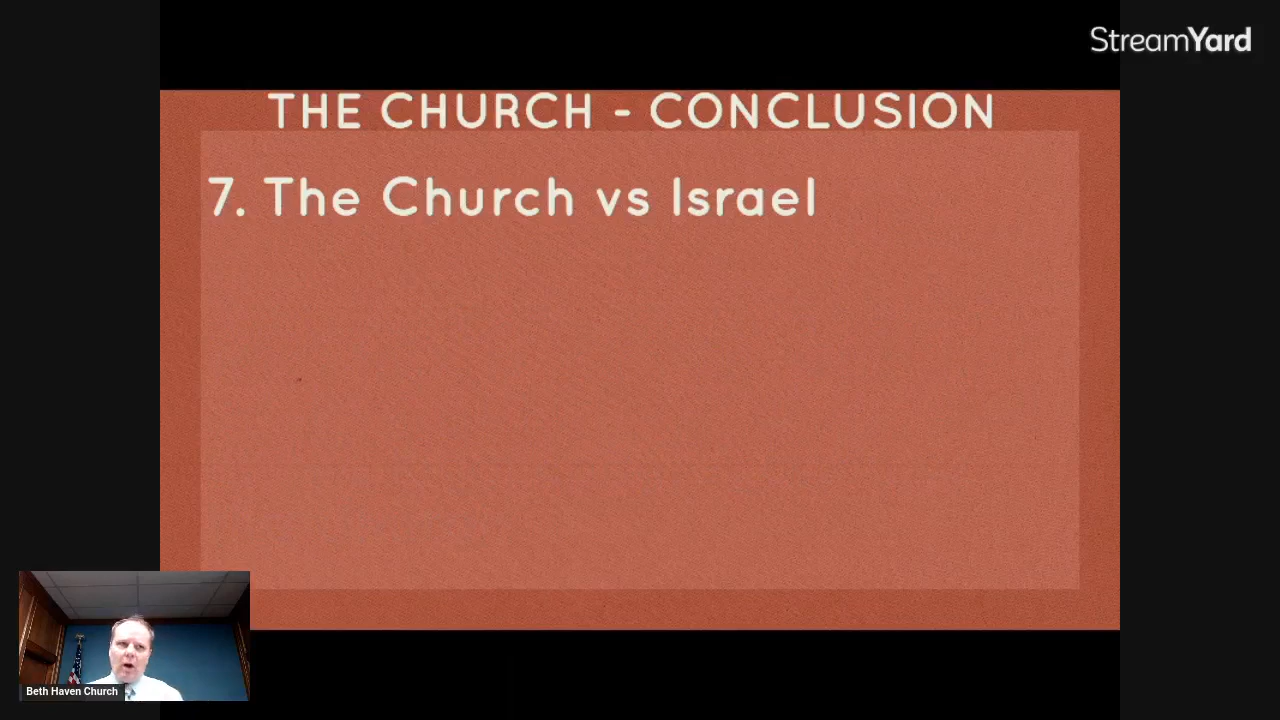 StreamYard
THE CHURCH - CONCLUSION
7. The Church vs Israel
Beth Haven Church